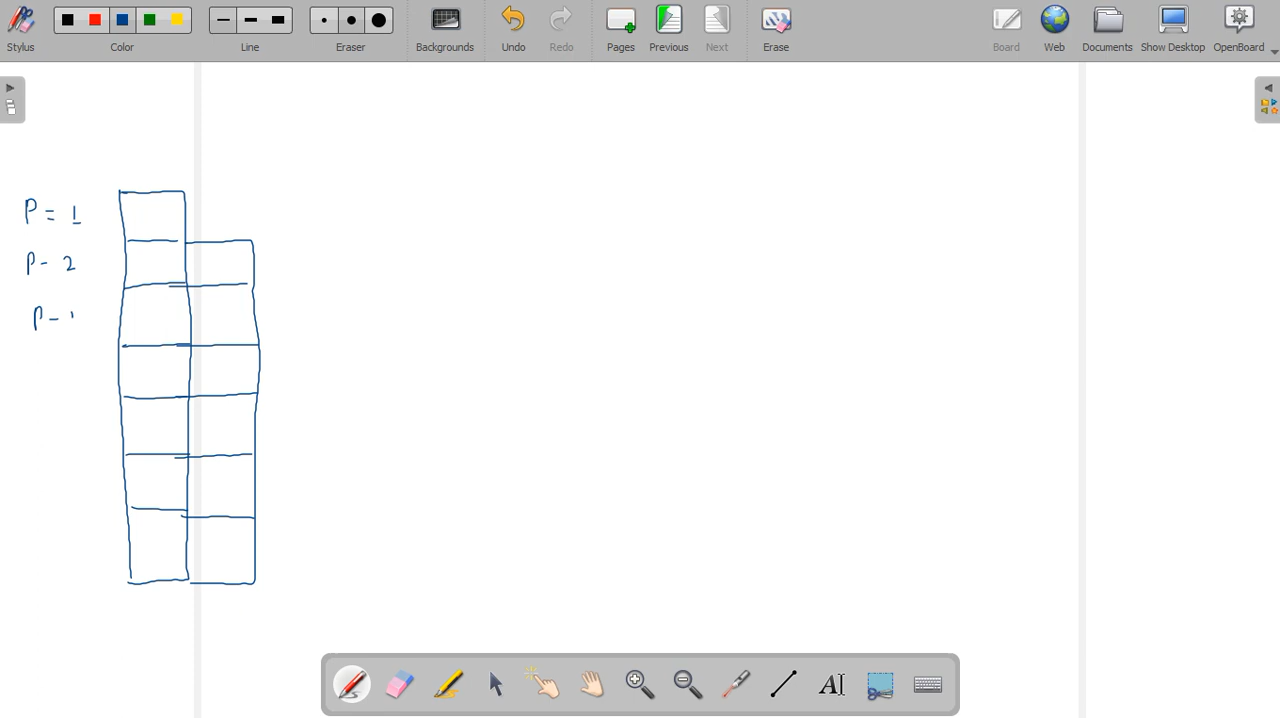 Stylus Color Line Eraser Backgrounds Undo Redo Pages Previous Next Erase Board Web Documents Show Desktop OpenBoard
P = 1
P - 2
P -